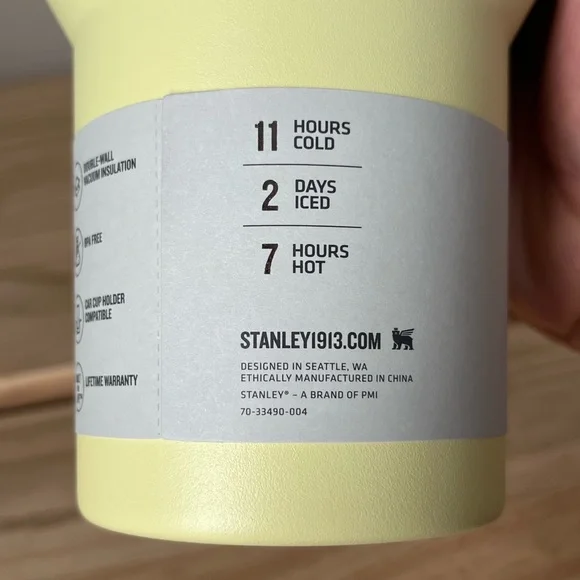 DOUBLE-WALL
VACUUM INSULATION
BPA FREE
CAR CUP HOLDER
COMPATIBLE
LIFETIME WARRANTY
11 HOURS
COLD
2 DAYS
ICED
7 HOURS
HOT
STANLEY1913.COM
DESIGNED IN SEATTLE, WA
ETHICALLY MANUFACTURED IN CHINA
STANLEY® – A BRAND OF PMI
70-33490-004